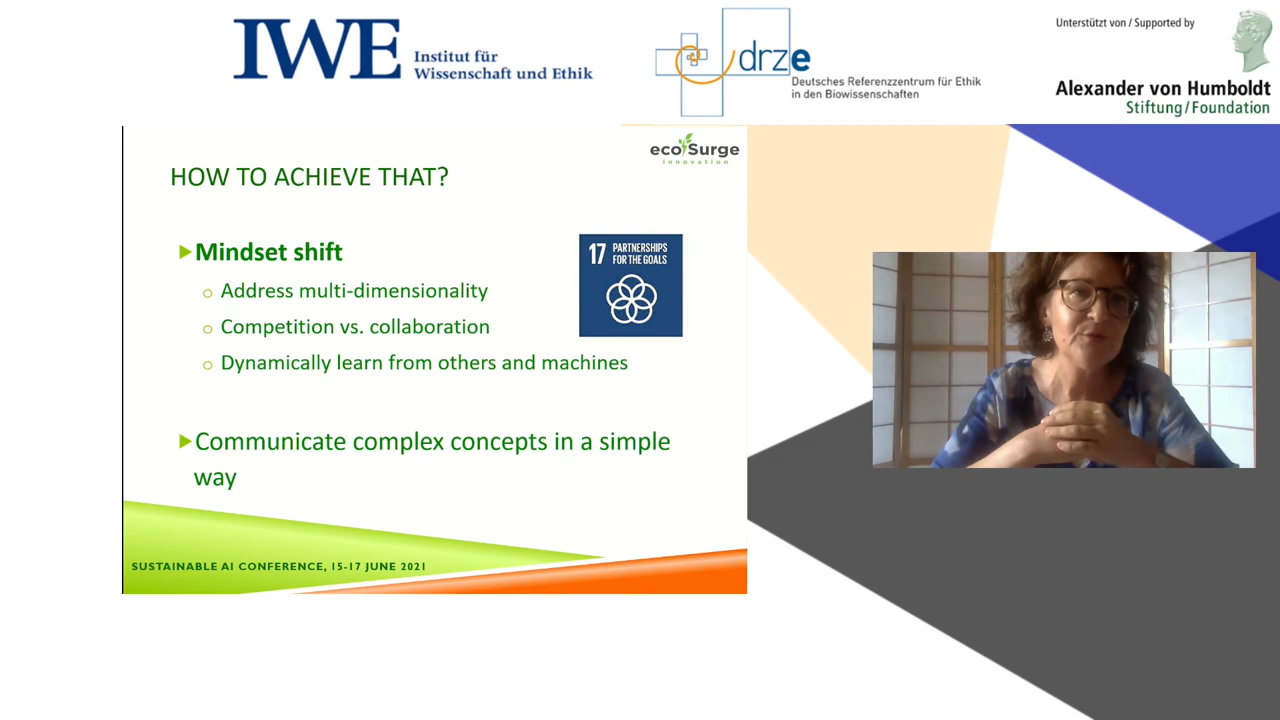 IWE Institut für
Wissenschaft und Ethik
drze
Deutsches Referenzzentrum für Ethik
in den Biowissenschaften
Unterstützt von / Supported by
Alexander von Humboldt
Stiftung/Foundation
ecoSurge
innovation
HOW TO ACHIEVE THAT?
Mindset shift
Address multi-dimensionality
Competition vs. collaboration
Dynamically learn from others and machines
17 PARTNERSHIPS
FOR THE GOALS
Communicate complex concepts in a simple
way
SUSTAINABLE AI CONFERENCE, 15-17 JUNE 2021